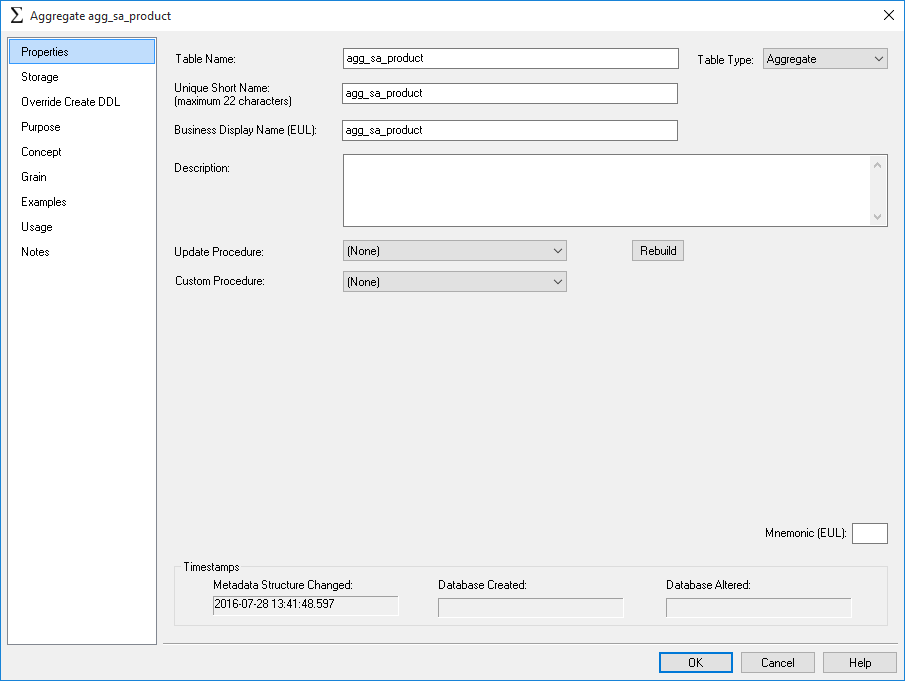 Σ Aggregate agg_sa_product
Properties
Storage
Override Create DDL
Purpose
Concept
Grain
Examples
Usage
Notes
Table Name: agg_sa_product Table Type: Aggregate
Unique Short Name:
(maximum 22 characters) agg_sa_product
Business Display Name (EUL): agg_sa_product
Description:
Update Procedure: (None) Rebuild
Custom Procedure: (None)
Mnemonic (EUL):
Timestamps
Metadata Structure Changed: Database Created: Database Altered:
2016-07-28 13:41:48.597
OK Cancel Help